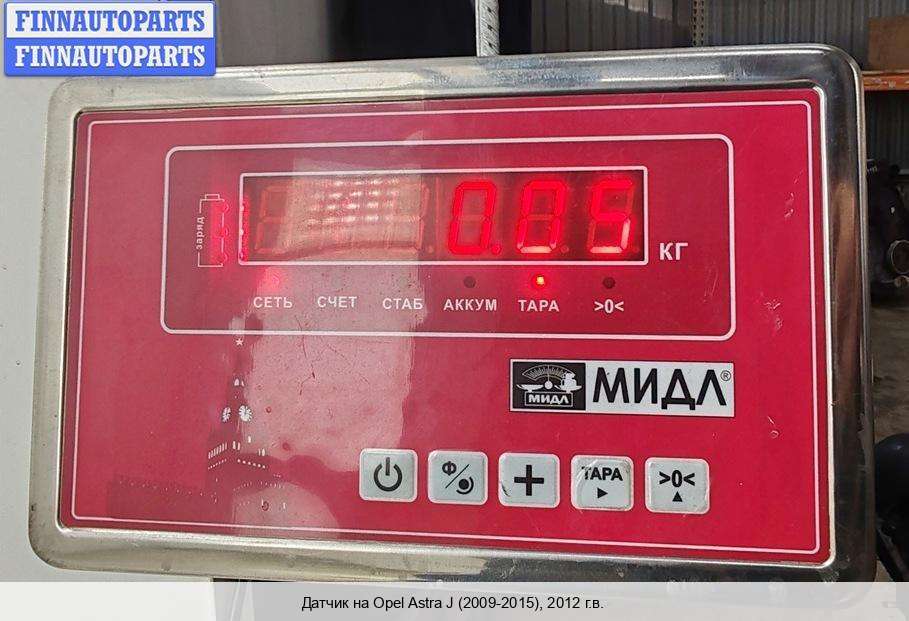 FINNAUTOPARTS
FINNAUTOPARTS
заряд
0.05
КГ
СЕТЬ СЧЕТ СТАБ АККУМ ТАРА >0<
МИДЛ МИДЛ®
Ф/ + ТАРА >0<
Датчик на Opel Astra J (2009-2015), 2012 г.в.